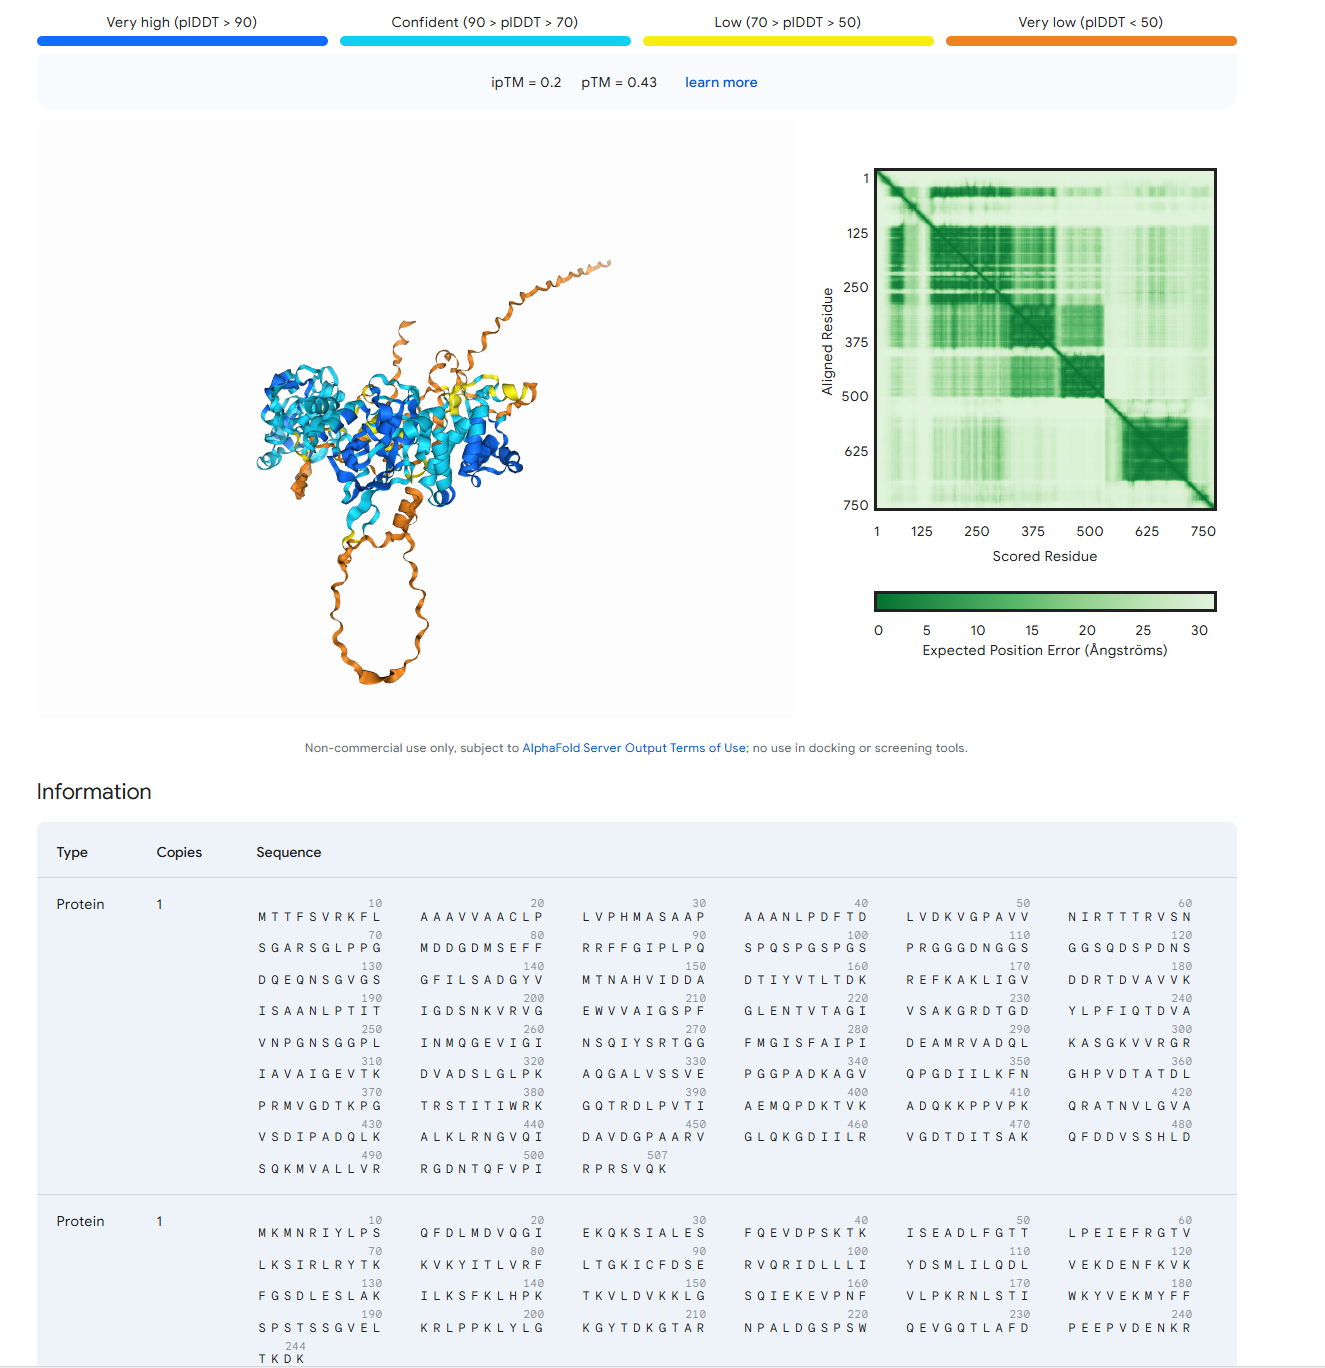 Very high (plDDT > 90)
Confident (90 > plDDT > 70)
Low (70 > plDDT > 50)
Very low (plDDT < 50)
ipTM = 0.2 pTM = 0.43 learn more
1
125
250
375
500
625
750
Aligned Residue
1 125 250 375 500 625 750
Scored Residue
0 5 10 15 20 25 30
Expected Position Error (Ångströms)
Non-commercial use only, subject to AlphaFold Server Output Terms of Use; no use in docking or screening tools.
Information
Type Copies Sequence
Protein 1
10 20 30 40 50 60
MTTFSVRKFL AAAVVAACLP LVPHMASAAP AAANLPDFTD LVDKVGPAVV NIRTTTRVSN
70 80 90 100 110 120
SGARSGLPPG MDDGDMSEFF RRFFGIPLPQ SPQSPGSPGS PRGGGDNGGS GGSQDSPDNS
130 140 150 160 170 180
DQEQNSGVGS GFILSADGYV MTNAHVIDDA DTIYVTLTDK REFKAKLIGV DDRTDVAVVK
190 200 210 220 230 240
ISAANLPTIT IGDSNKVRVG EWVVAIGSPF GLENTVTAGI VSAKGRDTGD YLPFIQTDVA
250 260 270 280 290 300
VNPGNSGGPL INMQGEVIGI NSQIYSRTGG FMGISFAIPI DEAMRVADQL KASGKVVRGR
310 320 330 340 350 360
IAVAIGEVTK DVADSLGLPK AQGALVSSVE PGGPADKAGV QPGDIILKFN GHPVDTATDL
370 380 390 400 410 420
PRMVGDTKPG TRSTITIWRK GQTRDLPVTI AEMQPDKTVK ADQKKPPVPK QRATNVLGVA
430 440 450 460 470 480
VSDIPADQLK ALKLRNGVQI DAVDGPAARV GLQKGDIILR VGDTDITSAK QFDDVSSHLD
490 500 507
SQKMVALLVR RGDNTQFVPI RPRSVQK
Protein 1
10 20 30 40 50 60
MKMNRIYLPS QFDLMDVQGI EKQKSIALES FQEVDPSKTK ISEADLFGTT LPEIEFRGTV
70 80 90 100 110 120
LKSIRLRYTK KVKYITLVRF LTGKICFDSE RVQRIDLLLI YDSMLILQDL VEKDENFKVK
130 140 150 160 170 180
FGSDLESLAK ILKSFKLHPK TKVLDVKKLG SQIEKEVPNF VLPKRNLSTI WKYVEKMYFF
190 200 210 220 230 240
SPSTSSGVEL KRLPPKLYLG KGYTDKGTAR NPALDGSPSW QEVGQTLAFD PEEPVDENKR
244
TKDK